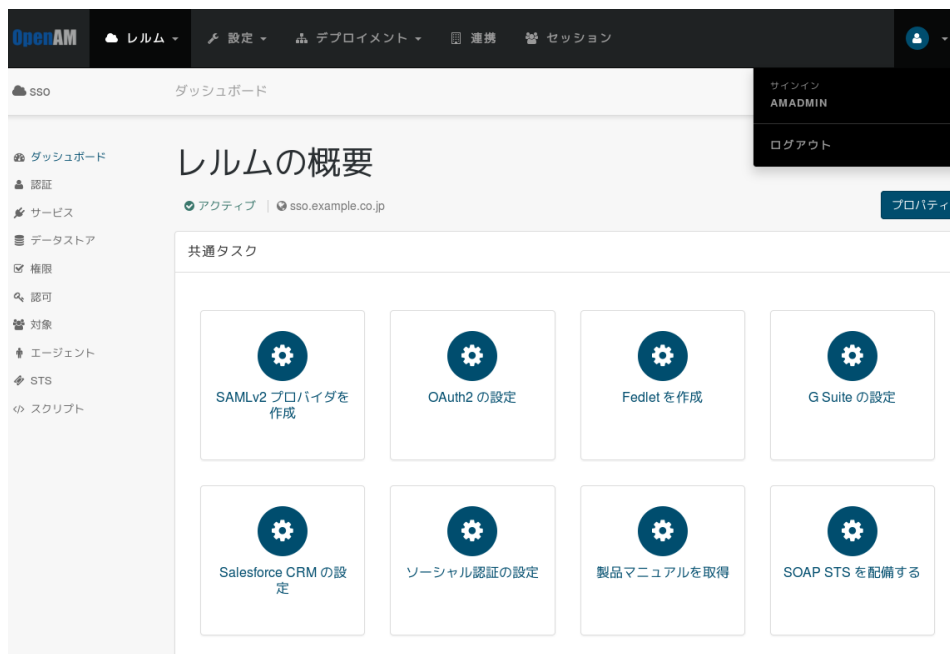 OpenAM レルム 設定 デプロイメント 連携 セッション
sso ダッシュボード
サインイン
AMADMIN
ログアウト
ダッシュボード
認証
サービス
データストア
権限
認可
対象
エージェント
STS
スクリプト
レルムの概要
アクティブ sso.example.co.jp
プロパティ
共通タスク
SAMLv2 プロバイダを
作成
OAuth2 の設定
Fedlet を作成
G Suite の設定
Salesforce CRM の設
定
ソーシャル認証の設定
製品マニュアルを取得
SOAP STS を配備する